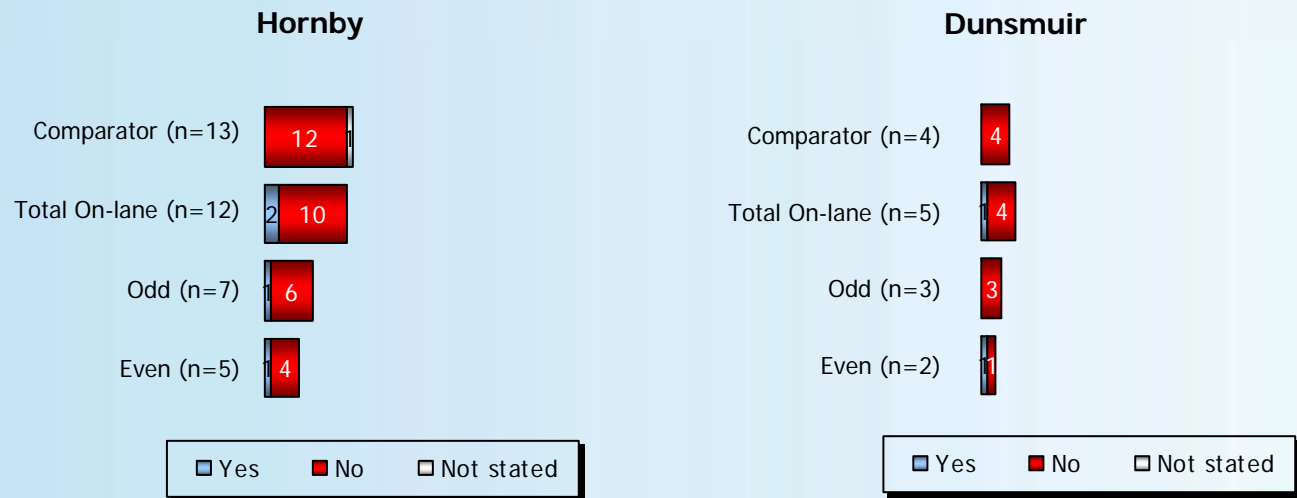 Hornby
Comparator (n=13) 12 1
Total On-lane (n=12) 2 10
Odd (n=7) 1 6
Even (n=5) 1 4
Yes No Not stated
Dunsmuir
Comparator (n=4) 4
Total On-lane (n=5) 1 4
Odd (n=3) 3
Even (n=2) 1 1
Yes No Not stated